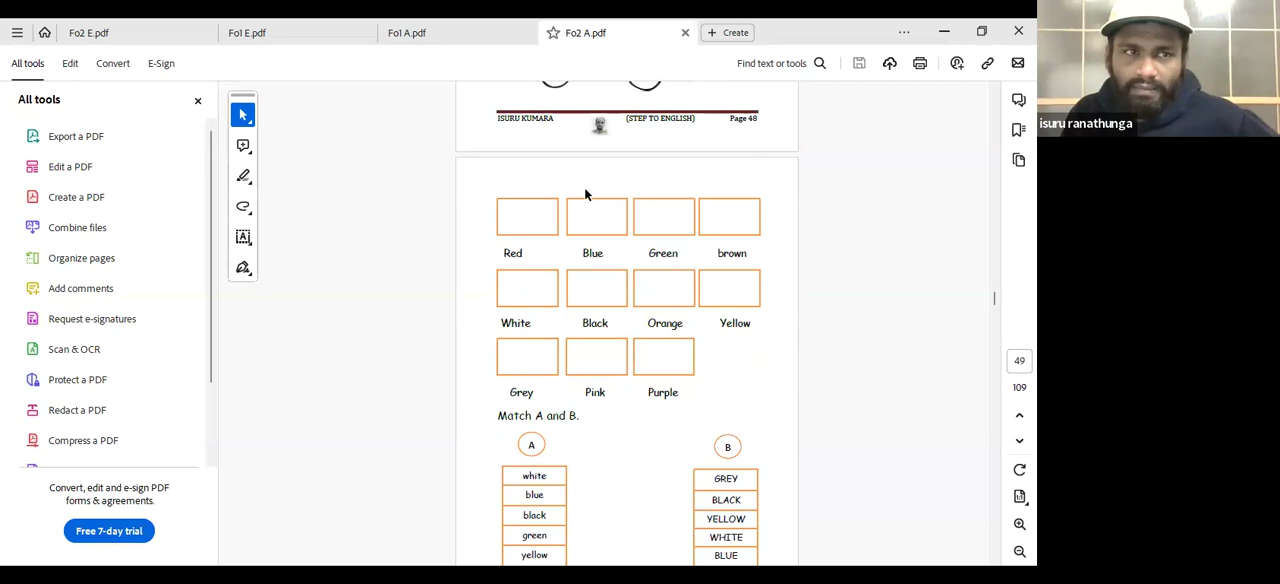 Fo2 E.pdf
Fo1 E.pdf
Fo1 A.pdf
Fo2 A.pdf
Create
All tools
Edit
Convert
E-Sign
Find text or tools
All tools
Export a PDF
Edit a PDF
Create a PDF
Combine files
Organize pages
Add comments
Request e-signatures
Scan & OCR
Protect a PDF
Redact a PDF
Compress a PDF
Convert, edit and e-sign PDF
forms & agreements.
Free 7-day trial
ISURU KUMARA (STEP TO ENGLISH) Page 48
Red Blue Green brown
White Black Orange Yellow
Grey Pink Purple
Match A and B.
A B
white GREY
blue BLACK
black YELLOW
green WHITE
yellow BLUE
49
109
isuru ranathunga